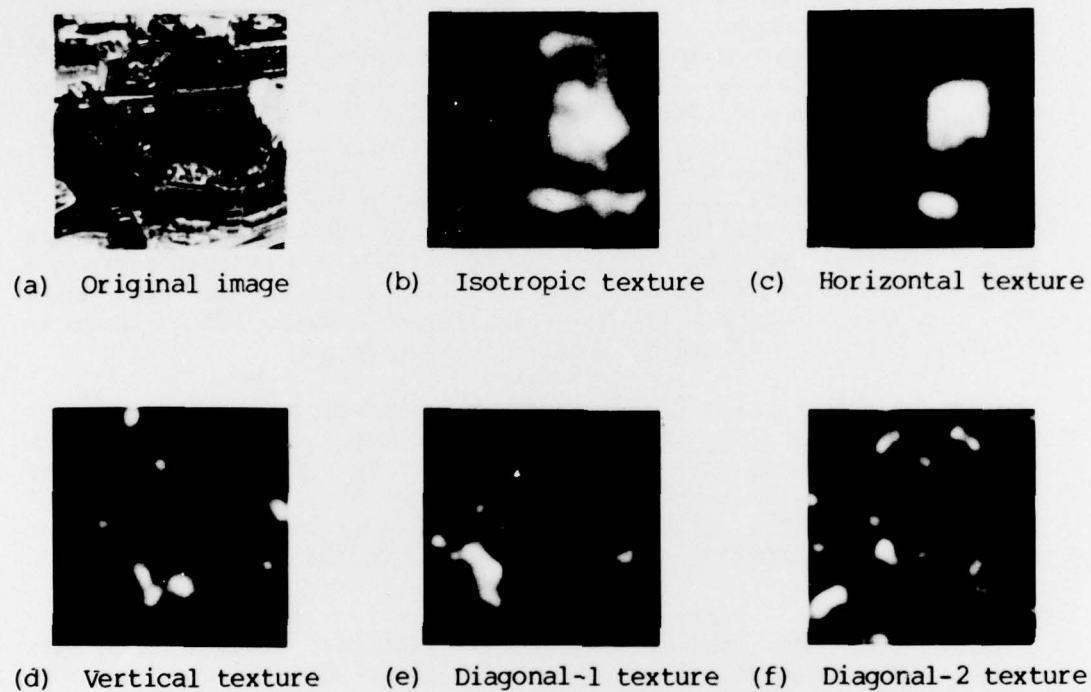 (a) Original image
(b) Isotropic texture
(c) Horizontal texture
(d) Vertical texture
(e) Diagonal-1 texture
(f) Diagonal-2 texture